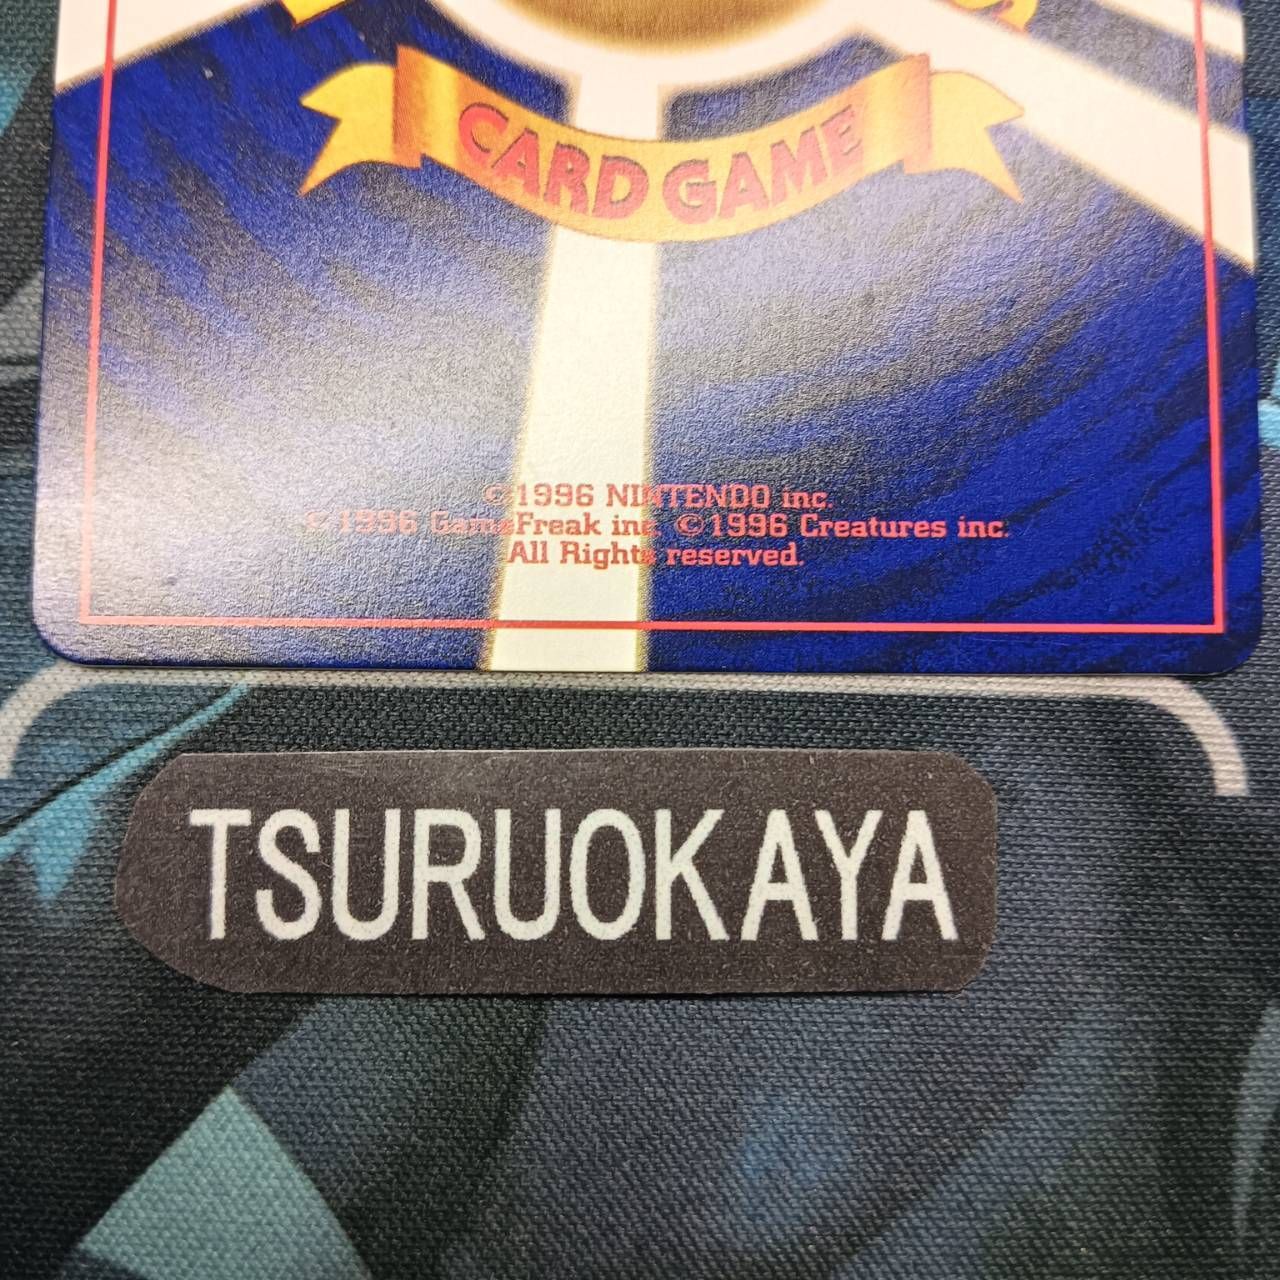 CARD GAME
©1996 NINTENDO inc.
©1996 GameFreak inc. ©1996 Creatures inc.
All Rights reserved.
TSURUOKAYA